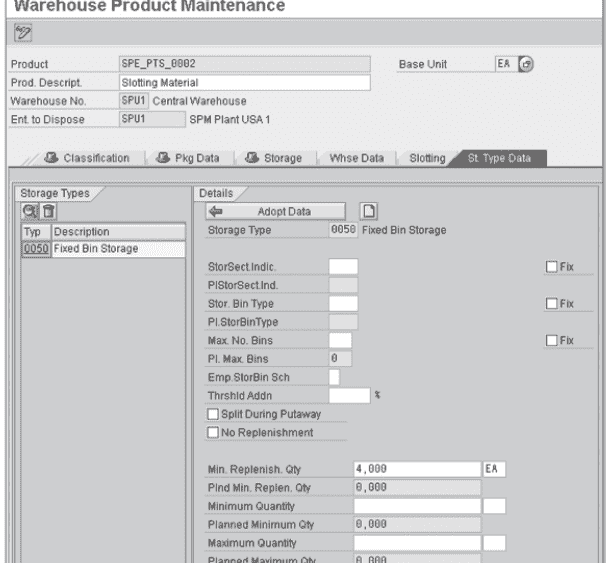 Warehouse Product Maintenance
Product SPE_PTS_0002 Base Unit EA
Prod. Descript. Slotting Material
Warehouse No. SPU1 Central Warehouse
Ent. to Dispose SPU1 SPM Plant USA 1
Classification Pkg Data Storage Whse Data Slotting St. Type Data
Storage Types Details
Adopt Data
Typ Description Storage Type 0050 Fixed Bin Storage
0050 Fixed Bin Storage
StorSect.Indic. Fix
PlStorSect.Ind.
Stor. Bin Type Fix
Pl.StorBinType
Max. No. Bins Fix
Pl. Max. Bins 0
Emp.StorBin Sch
Thrshld Addn %
Split During Putaway
No Replenishment
Min. Replenish. Qty 4,000 EA
Plnd Min. Replen. Qty 0,000
Minimum Quantity
Planned Minimum Qty 0,000
Maximum Quantity
Planned Maximum Qty 0,000